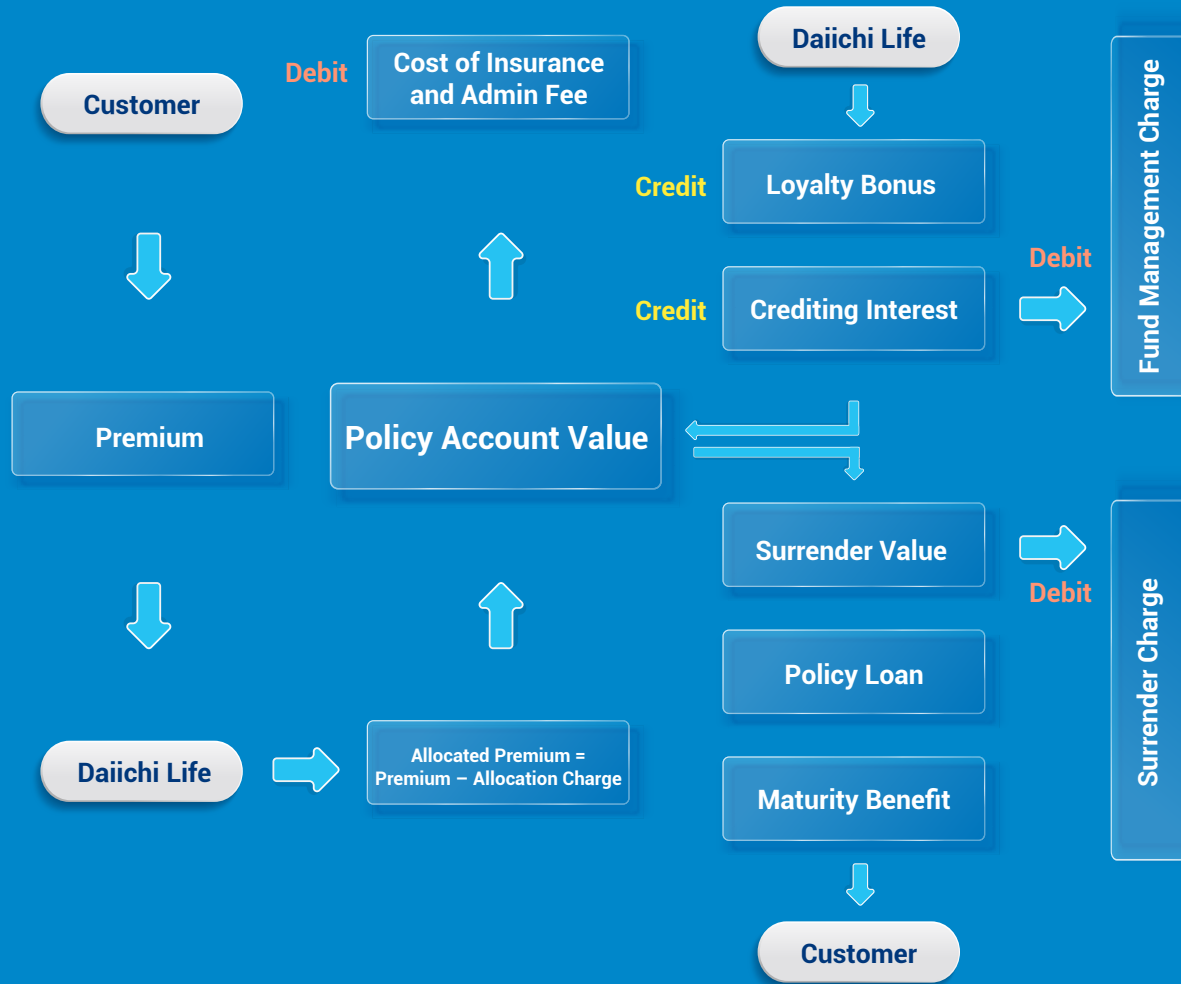 Customer
Premium
Daiichi Life
Debit
Cost of Insurance
and Admin Fee
Policy Account Value
Allocated Premium =
Premium – Allocation Charge
Daiichi Life
Credit
Loyalty Bonus
Credit
Crediting Interest
Debit
Fund Management Charge
Surrender Value
Debit
Surrender Charge
Policy Loan
Maturity Benefit
Customer